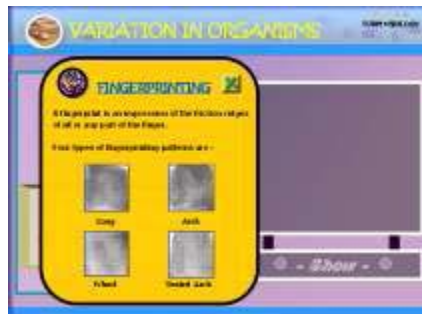 VARIATION IN ORGANISMS
FINGERPRINTING
A fingerprint is an impression of the friction ridges
of all or any part of the finger.
Four types of fingerprinting patterns are -
Loop Arch
Whorl Tented Arch
- Show -